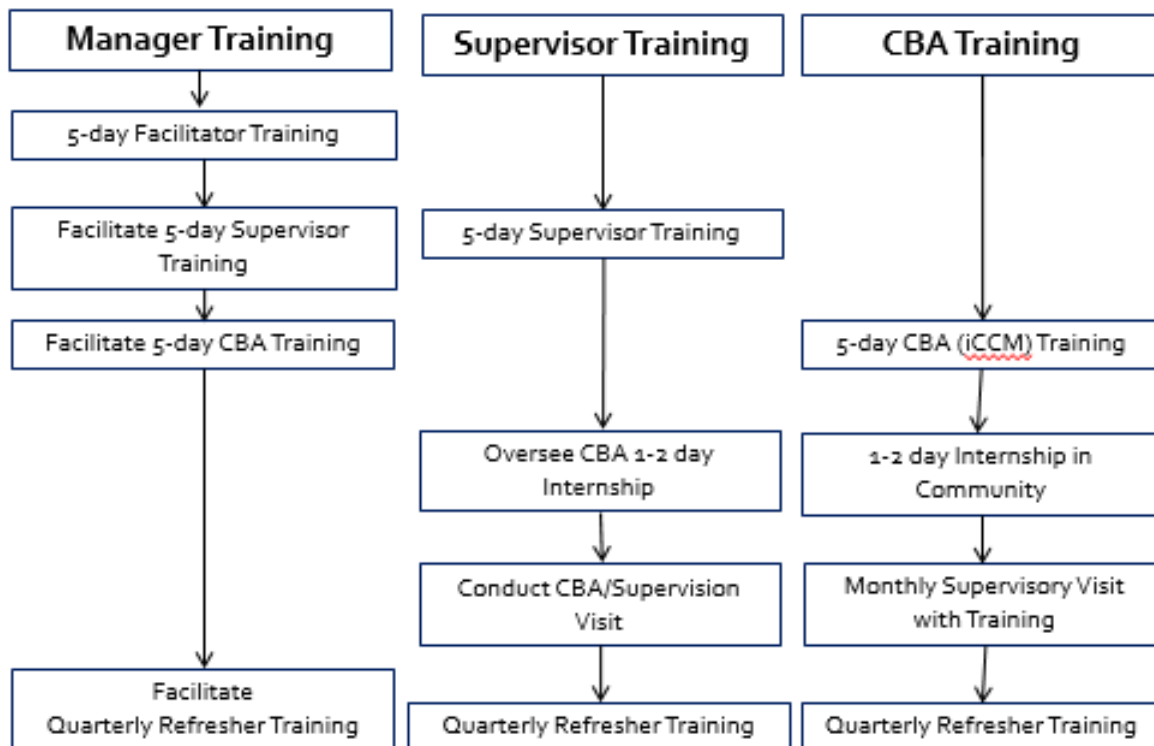 Manager Training
5-day Facilitator Training
Facilitate 5-day Supervisor
Training
Facilitate 5-day CBA Training
Facilitate
Quarterly Refresher Training
Supervisor Training
5-day Supervisor Training
Oversee CBA 1-2 day
Internship
Conduct CBA/Supervision
Visit
Quarterly Refresher Training
CBA Training
5-day CBA (iCCM) Training
1-2 day Internship in
Community
Monthly Supervisory Visit
with Training
Quarterly Refresher Training